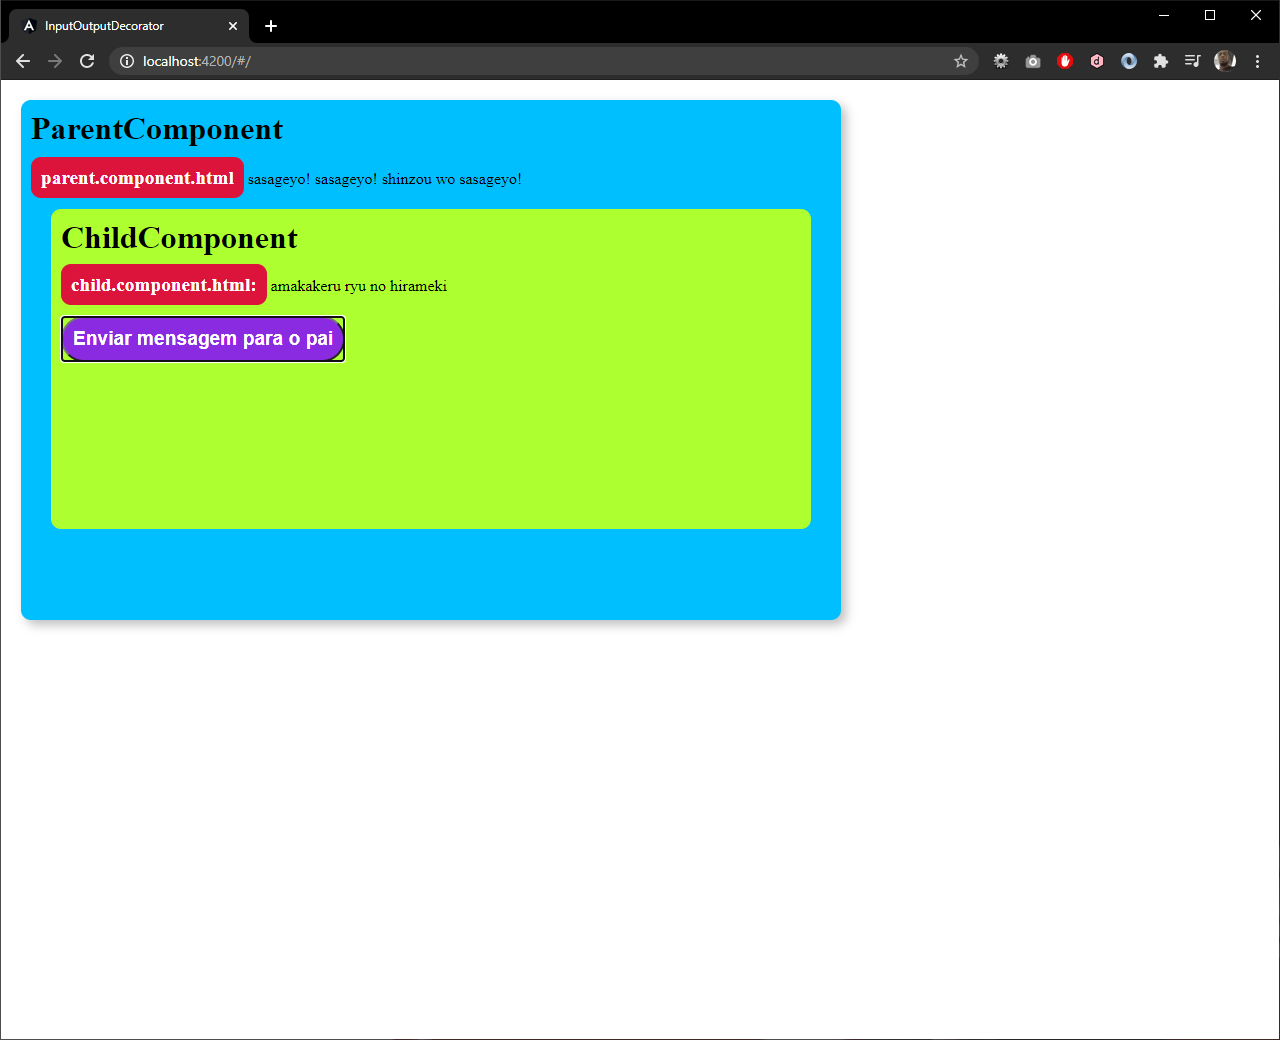 InputOutputDecorator
localhost:4200/#/
ParentComponent
parent.component.html sasageyo! sasageyo! shinzou wo sasageyo!
ChildComponent
child.component.html: amakakeru ryu no hirameki
Enviar mensagem para o pai